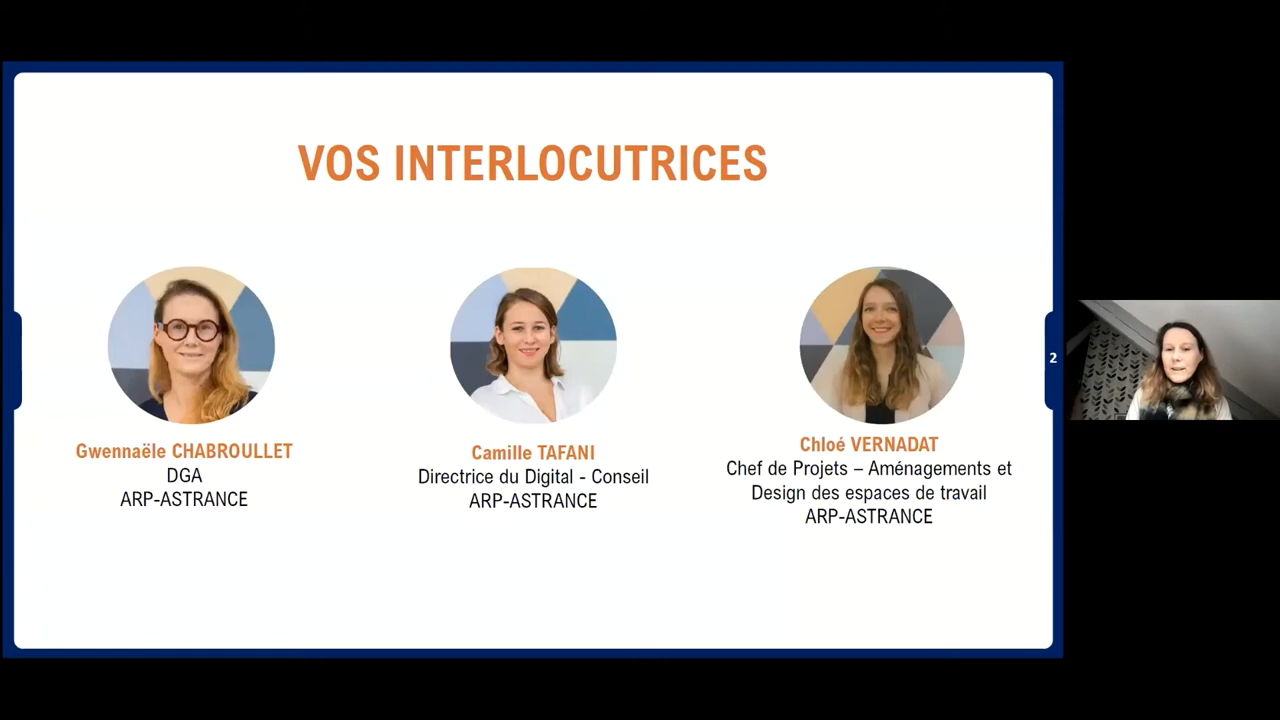 VOS INTERLOCUTRICES
Gwennaële CHABROULLET
DGA
ARP-ASTRANCE
Camille TAFANI
Directrice du Digital - Conseil
ARP-ASTRANCE
Chloé VERNADAT
Chef de Projets – Aménagements et
Design des espaces de travail
ARP-ASTRANCE
2